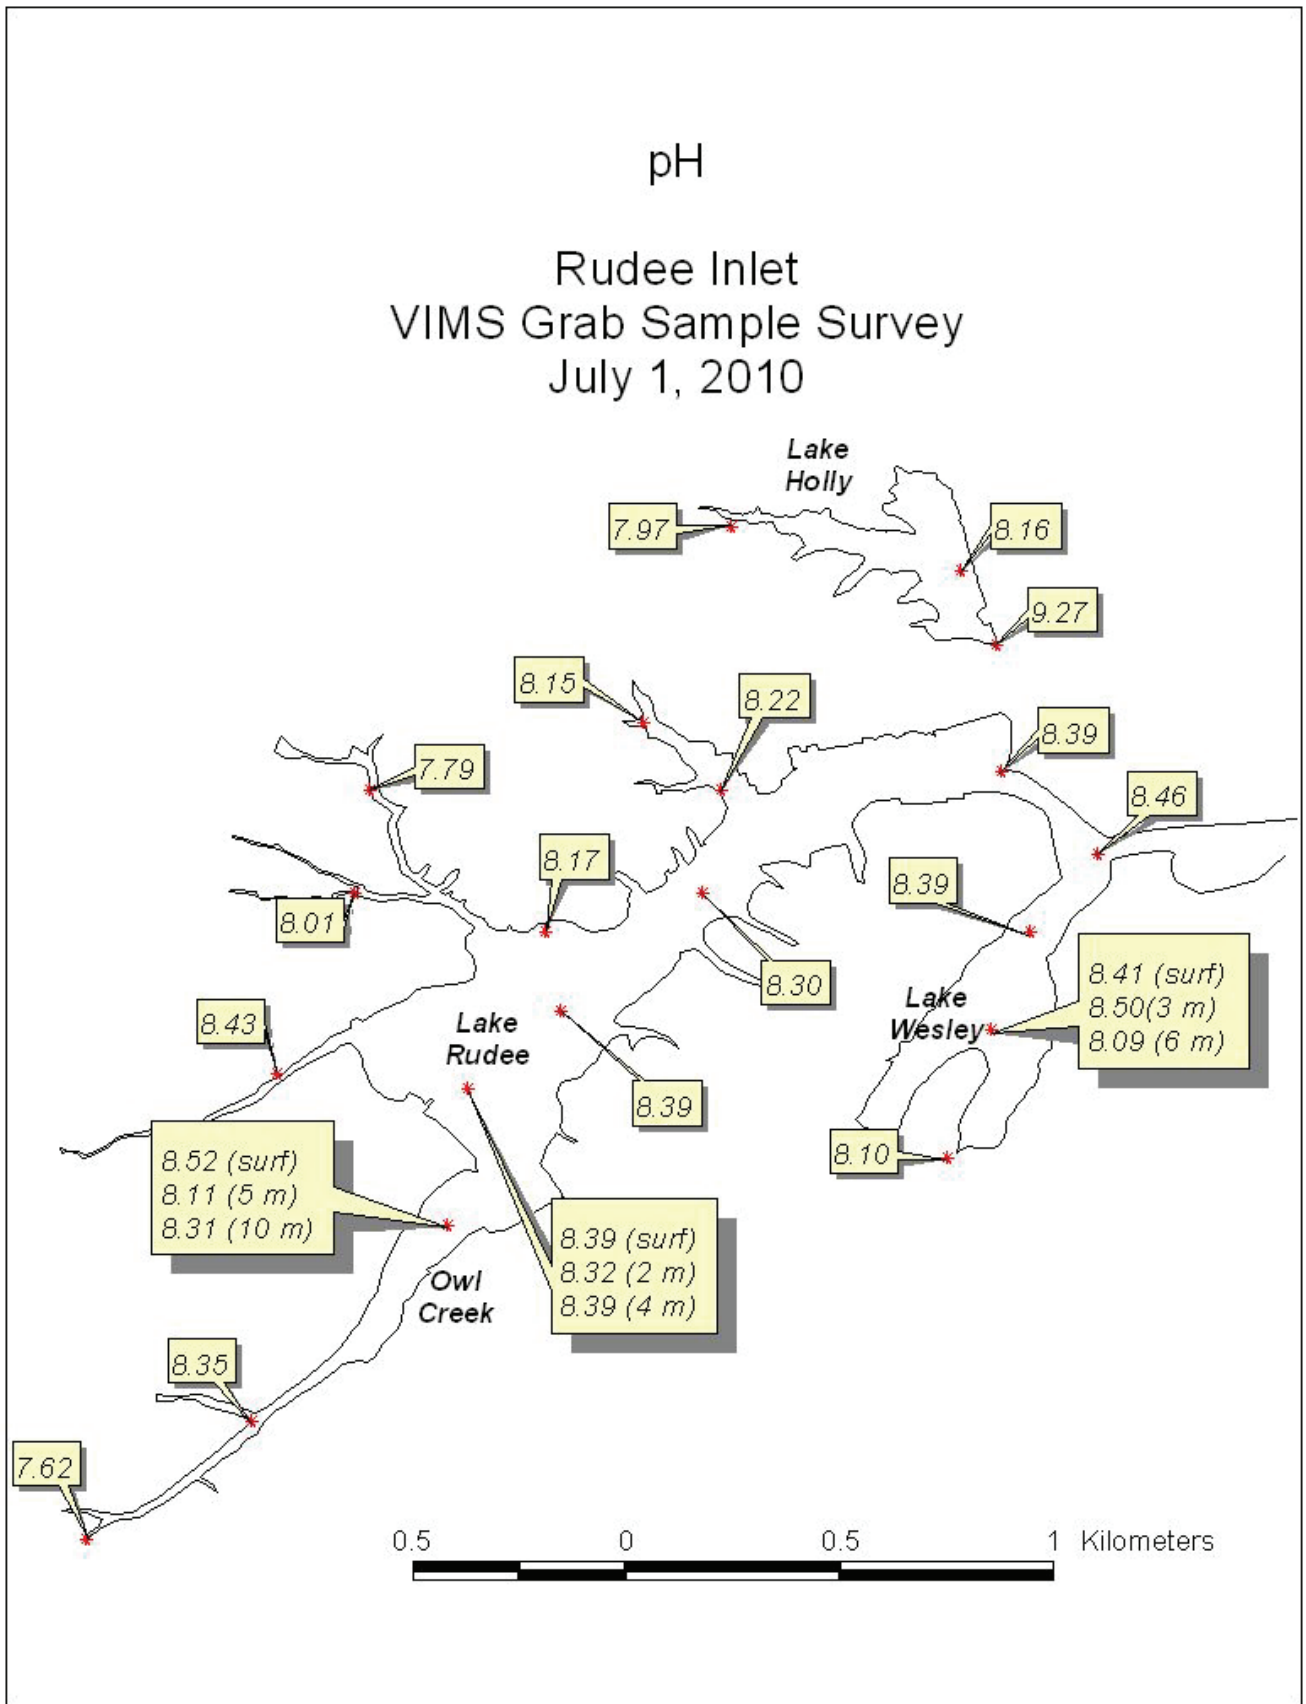 pH
Rudee Inlet
VIMS Grab Sample Survey
July 1, 2010
Lake
Holly
7.97
8.16
9.27
8.15
8.22
8.39
7.79
8.46
8.17
8.39
8.01
8.30
8.41 (surf)
8.50(3 m)
8.09 (6 m)
Lake
Wesley
8.43
Lake
Rudee
8.39
8.10
8.52 (surf)
8.11 (5 m)
8.31 (10 m)
8.39 (surf)
8.32 (2 m)
8.39 (4 m)
Owl
Creek
8.35
7.62
0.5 0 0.5 1 Kilometers